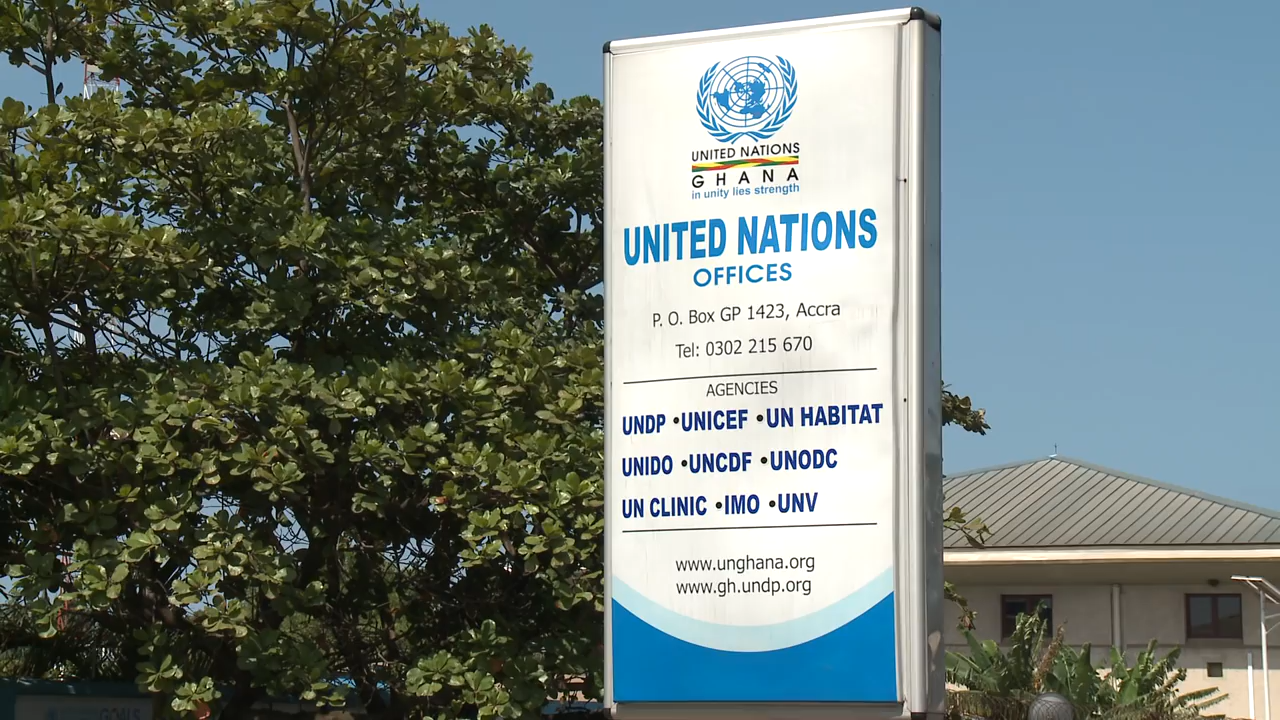 UNITED NATIONS
GHANA
in unity lies strength
UNITED NATIONS
OFFICES
P. O. Box GP 1423, Accra
Tel: 0302 215 670
AGENCIES
UNDP •UNICEF •UN HABITAT
UNIDO •UNCDF •UNODC
UN CLINIC •IMO •UNV
www.unghana.org
www.gh.undp.org
GOALS